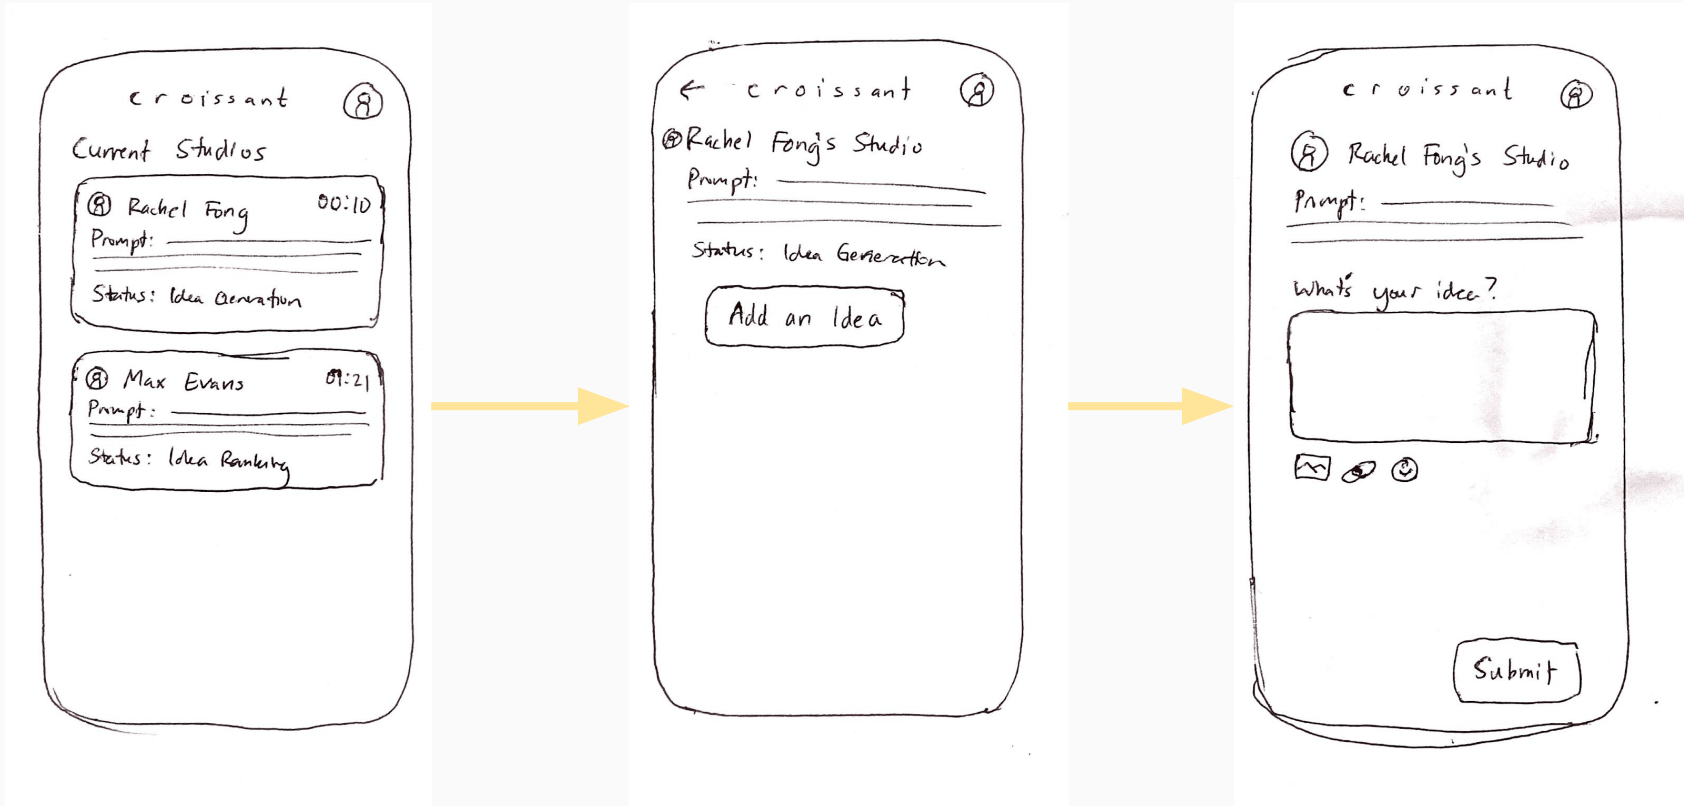 croissant
Current Studios
Rachel Fong 00:10
Prompt:
Status: Idea Generation
Max Evans 01:21
Prompt:
Status: Idea Ranking
← croissant
Rachel Fong's Studio
Prompt:
Status: Idea Generation
Add an Idea
croissant
Rachel Fong's Studio
Prompt:
What's your idea?
Submit